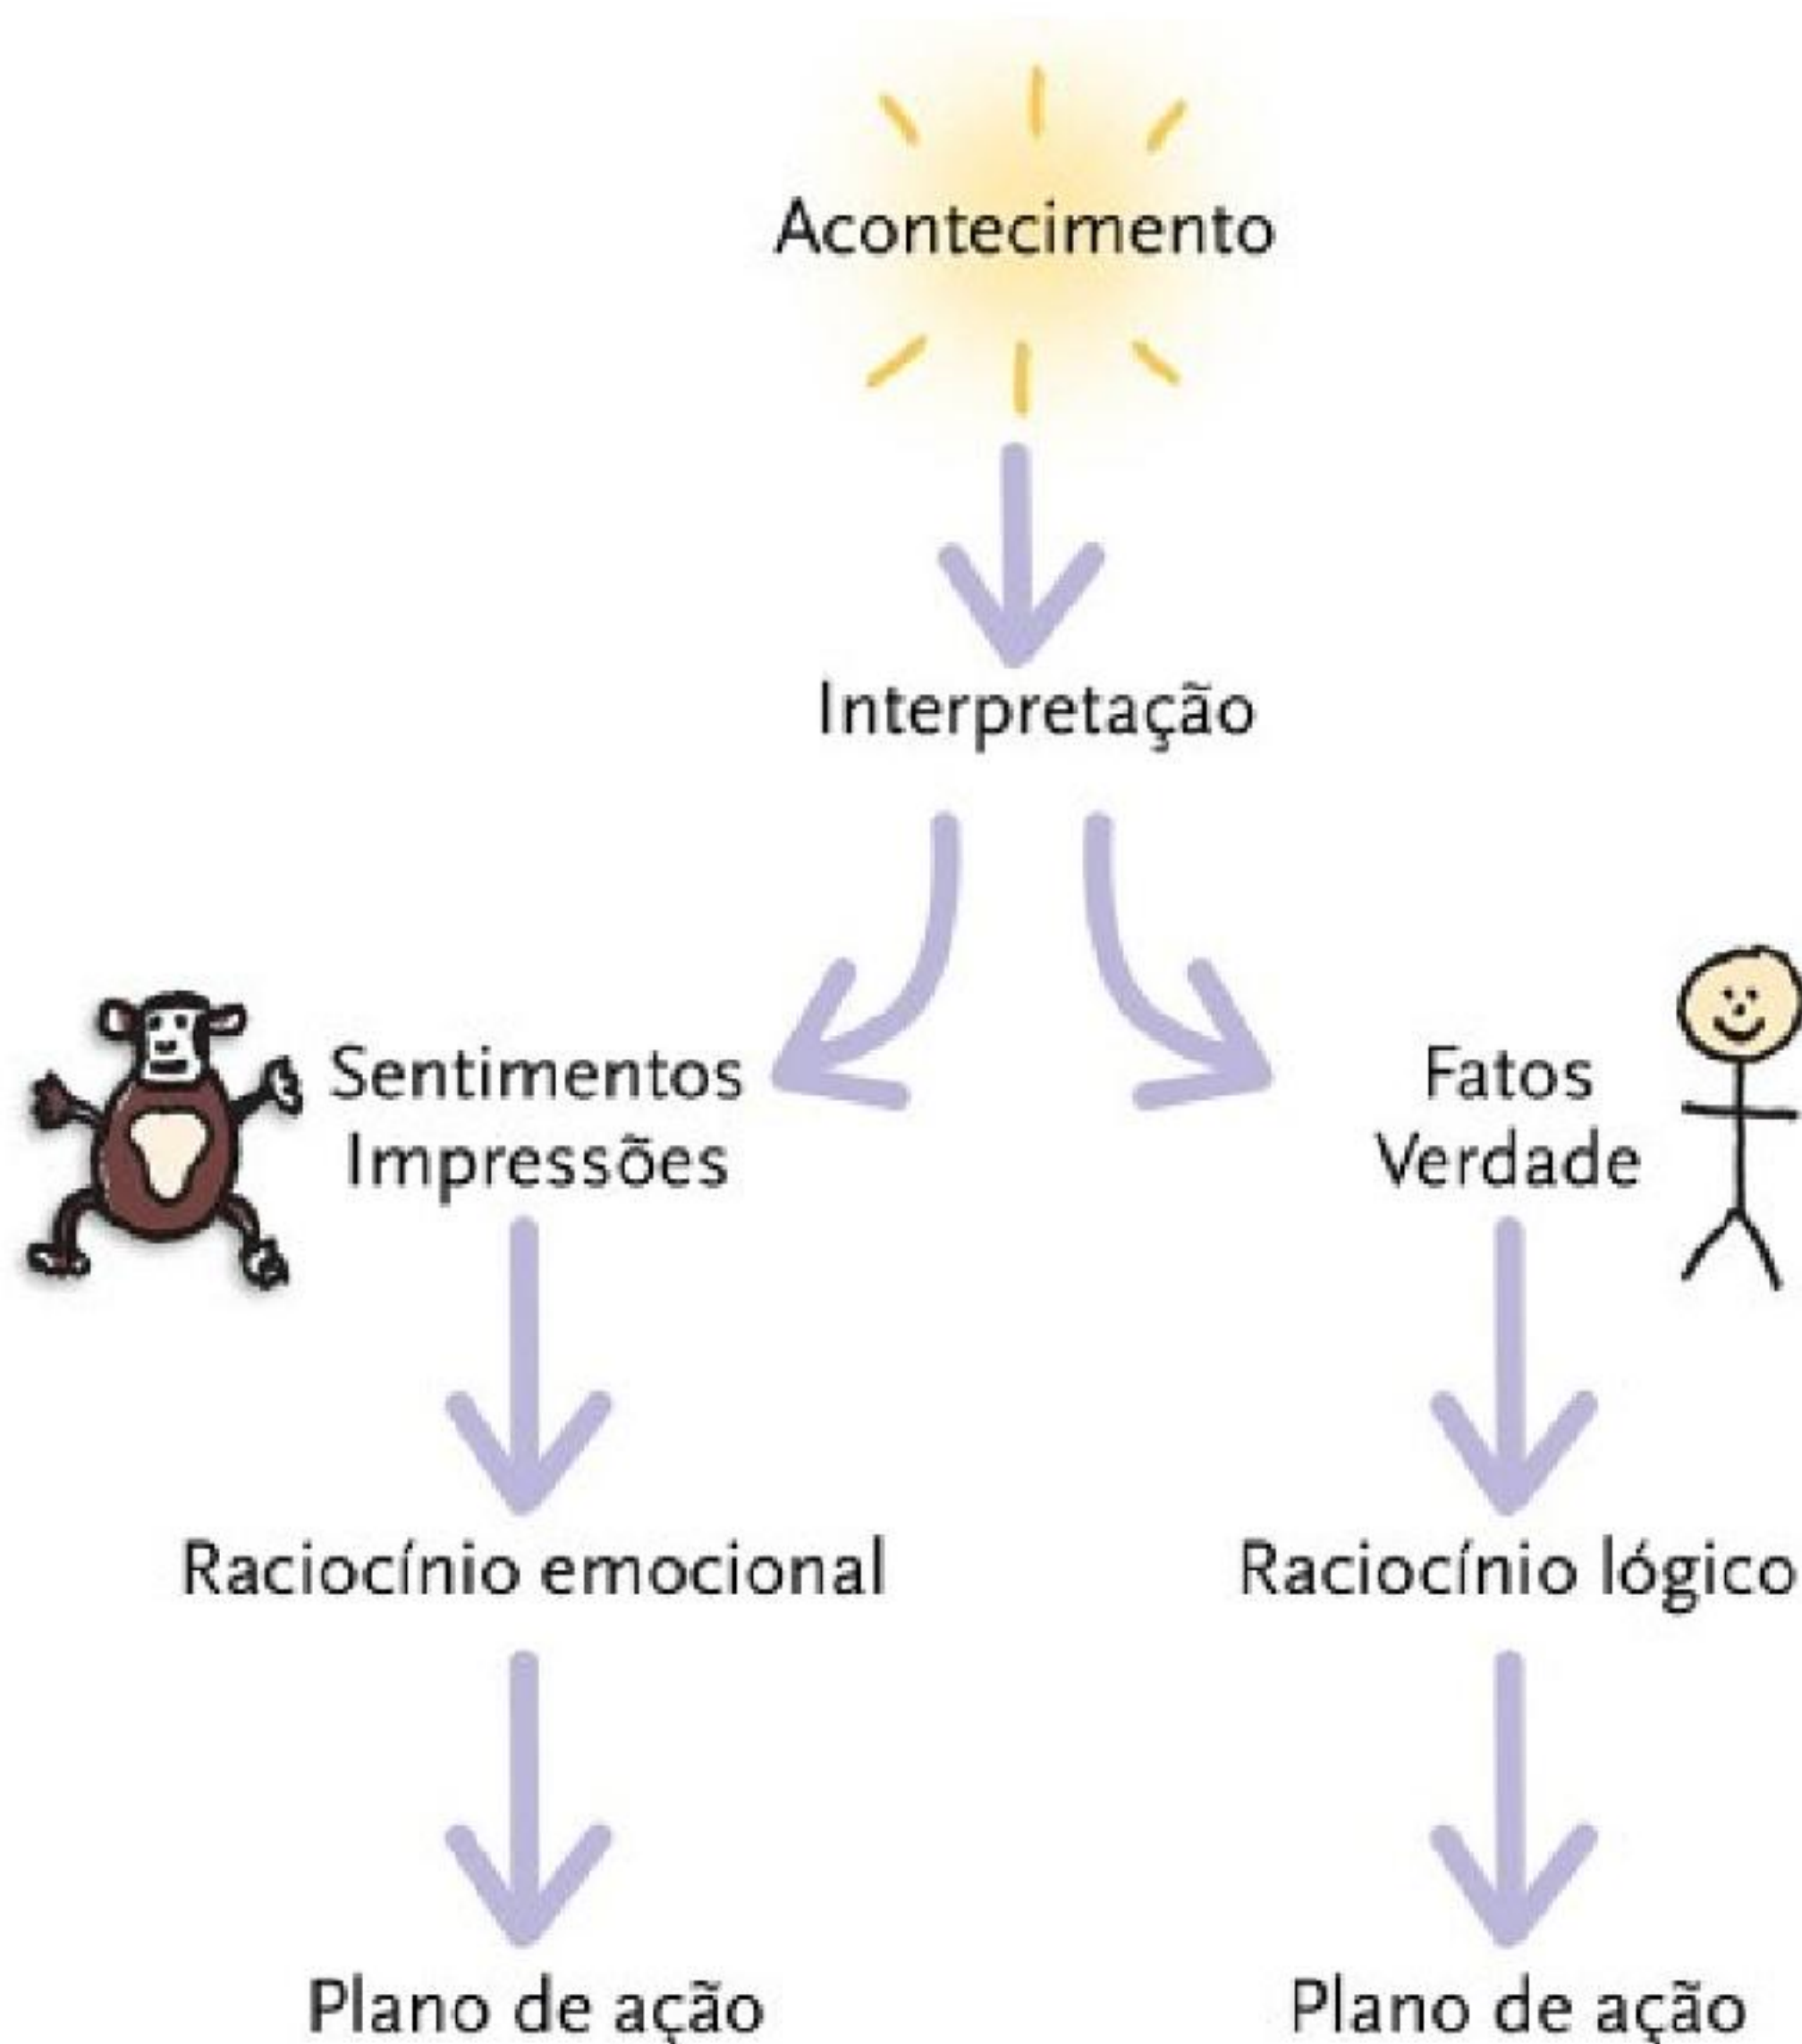 Acontecimento
Interpretação
Sentimentos
Impressões
Fatos
Verdade
Raciocínio emocional
Raciocínio lógico
Plano de ação
Plano de ação